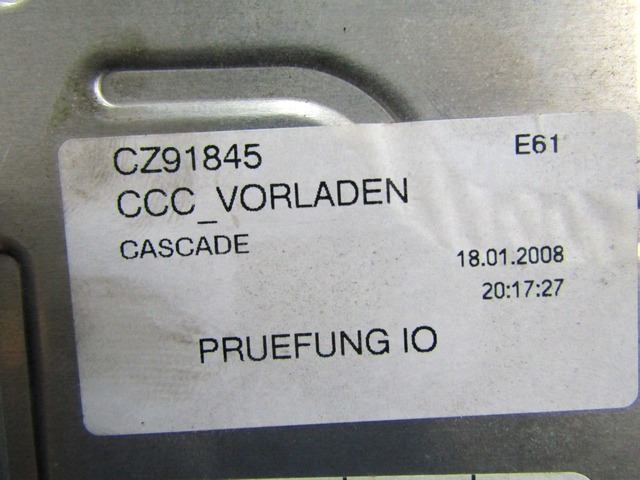 CZ91845 E61
CCC_VORLADEN
CASCADE
18.01.2008
20:17:27
PRUEFUNG IO